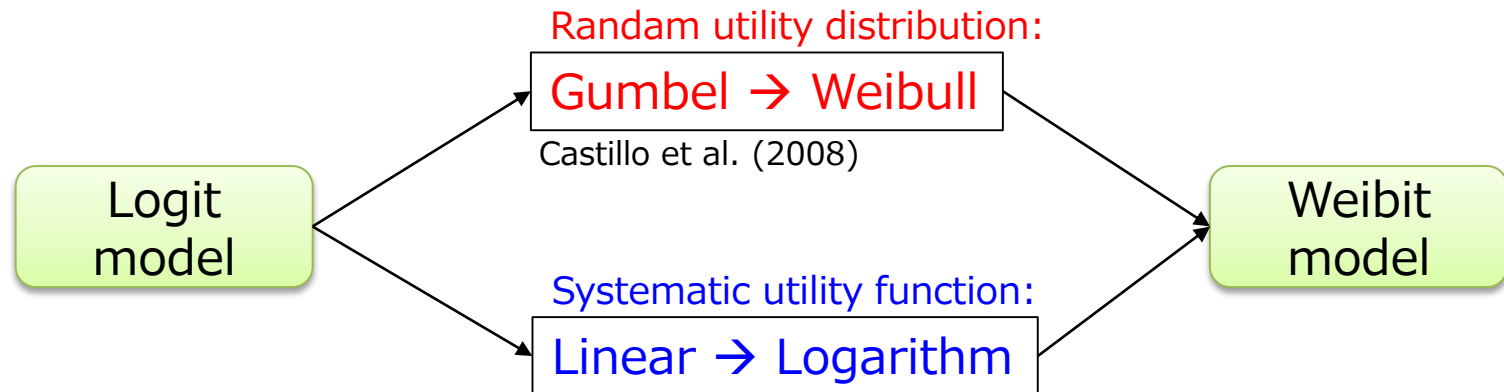 Randam utility distribution:
Gumbel → Weibull
Castillo et al. (2008)
Logit
model
Weibit
model
Systematic utility function:
Linear → Logarithm